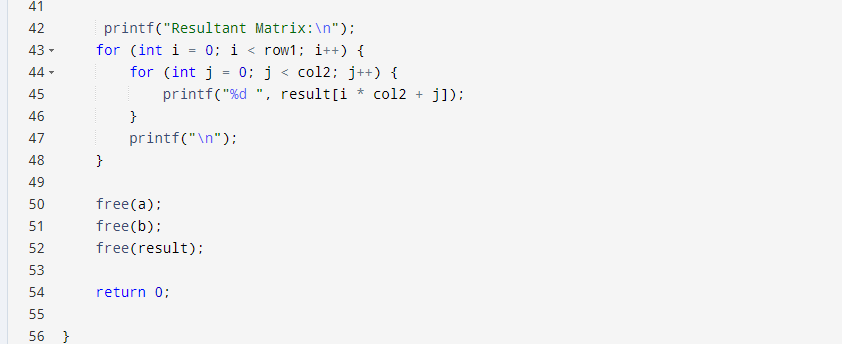 41
42 printf("Resultant Matrix:\n");
43 for (int i = 0; i < row1; i++) {
44 for (int j = 0; j < col2; j++) {
45 printf("%d ", result[i * col2 + j]);
46 }
47 printf("\n");
48 }
49
50 free(a);
51 free(b);
52 free(result);
53
54 return 0;
55
56 }